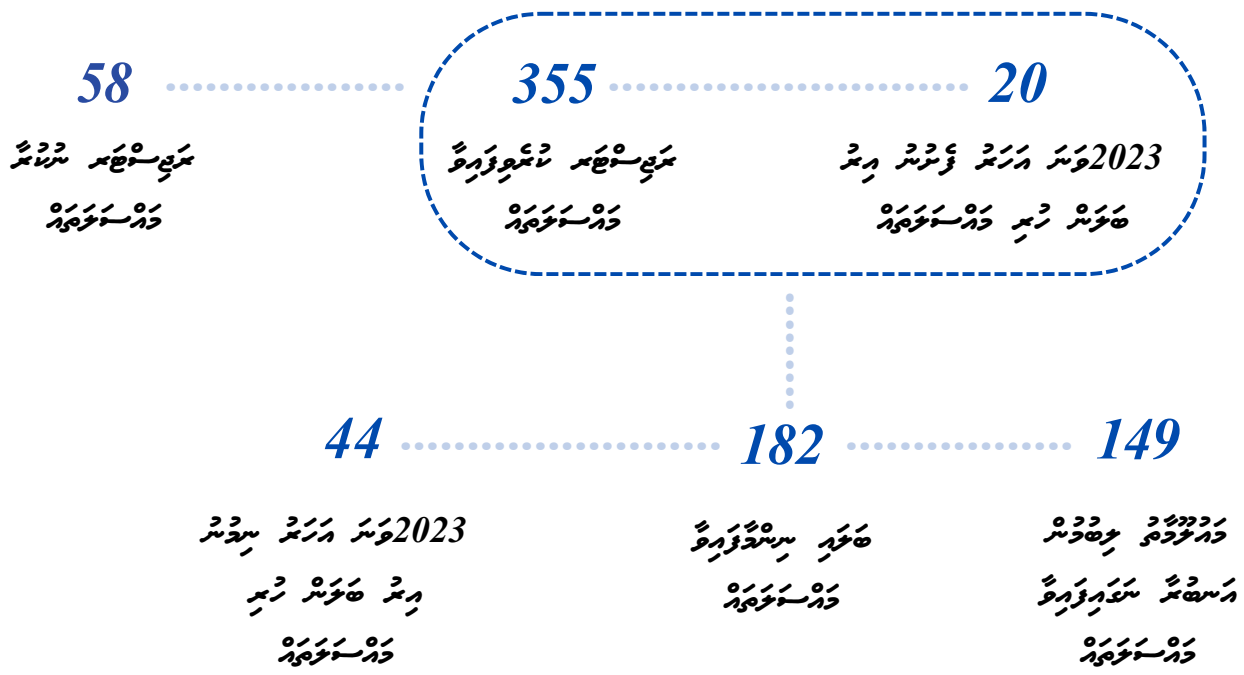 20
2023ވަނަ އަހަރު ފެށުނު އިރު
ބަލަން ހުރި މައްސަލަތައް
355
ރަޖިސްޓަރ ކުރެވިފައިވާ
މައްސަލަތައް
58
ރަޖިސްޓަރ ނުކުރާ
މައްސަލަތައް
149
މައުލޫމާތު ލިބުމުން
އަނބުރާ ނަގައިފައިވާ
މައްސަލަތައް
182
ބަލައި ނިންމާފައިވާ
މައްސަލަތައް
44
2023ވަނަ އަހަރު ނިމުނު
އިރު ބަލަން ހުރި
މައްސަލަތައް